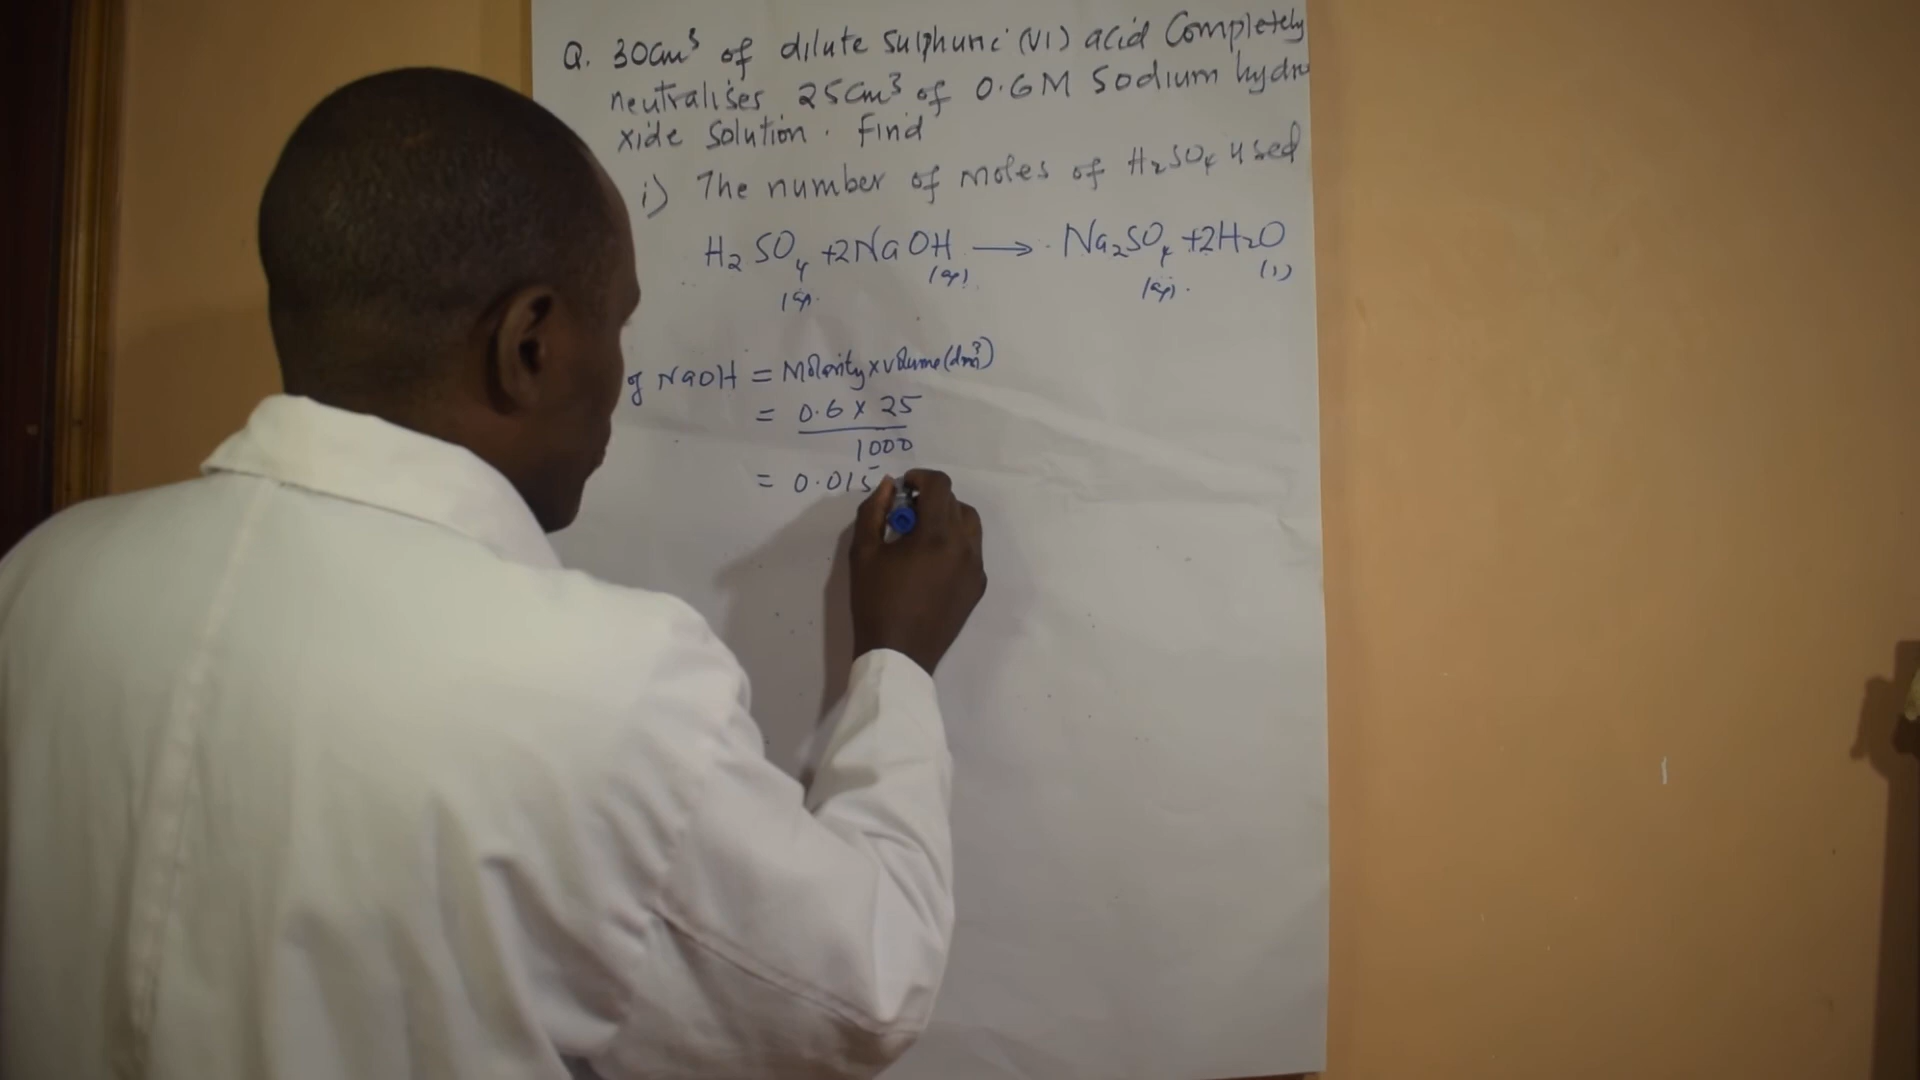 Q. 30cm³ of dilute sulphuric (VI) acid Completely
neutralises 25cm³ of 0.6M Sodium hydro
xide Solution. Find
i) The number of moles of H₂SO₄ used
H₂SO₄ + 2NaOH ⟶ Na₂SO₄ + 2H₂O
(aq) (aq) (aq) (l)
of NaOH = Molarity x volume (dm³)
= 0.6 x 25
1000
= 0.015